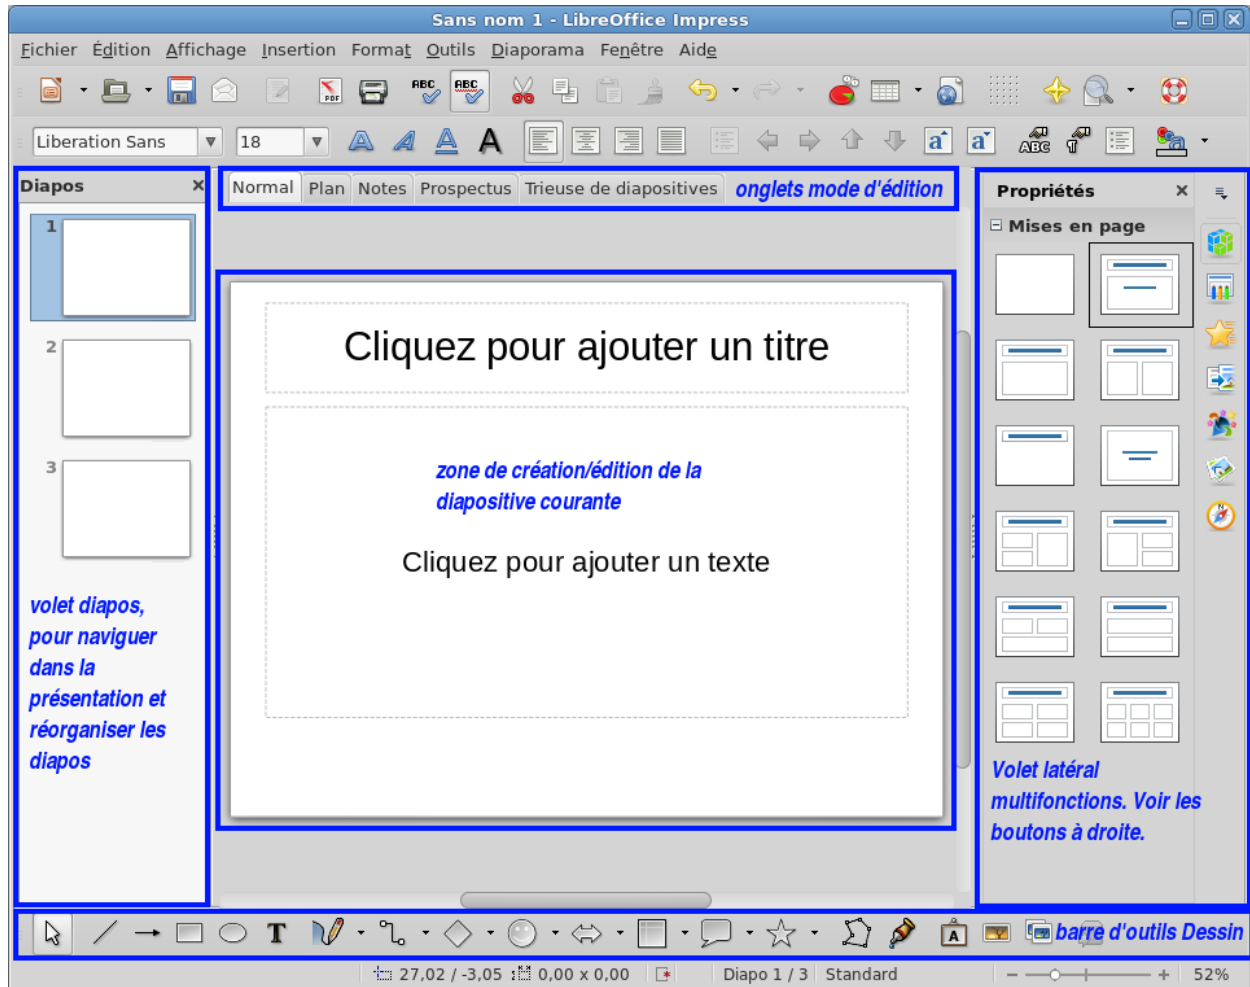 Sans nom 1 - LibreOffice Impress
Fichier Édition Affichage Insertion Format Outils Diaporama Fenêtre Aide
PDF ABC ABC
Liberation Sans 18 A A A A a a ABC
Diapos
Normal Plan Notes Prospectus Trieuse de diapositives onglets mode d'édition
Propriétés
Mises en page
1
2
3
volet diapos,
pour naviguer
dans la
présentation et
réorganiser les
diapos
Cliquez pour ajouter un titre
zone de création/édition de la
diapositive courante
Cliquez pour ajouter un texte
Volet latéral
multifonctions. Voir les
boutons à droite.
T A barre d'outils Dessin
27,02 / -3,05 0,00 x 0,00 Diapo 1 / 3 Standard 52%